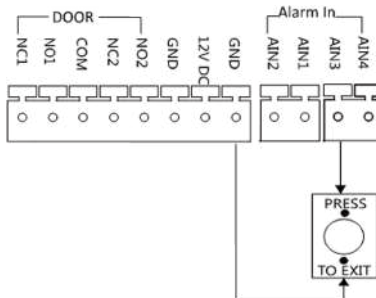 DOOR
Alarm In
NC1
NO1
COM
NC2
NO2
GND
12V DC
GND
AIN2
AIN1
AIN3
AIN4
PRESS
TO EXIT